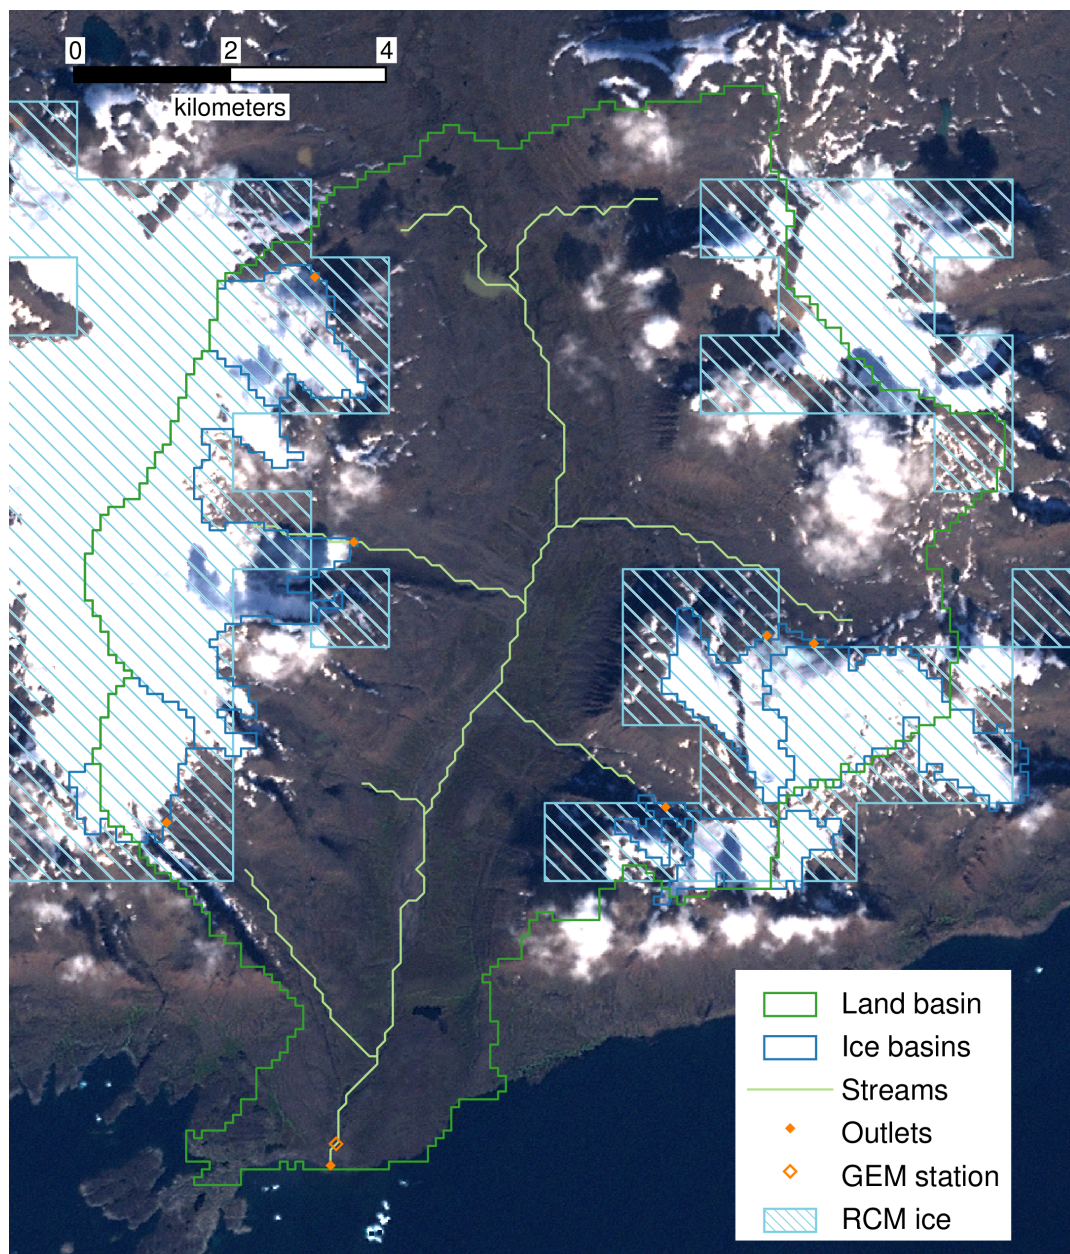 0 2 4
kilometers
Land basin
Ice basins
Streams
Outlets
GEM station
RCM ice